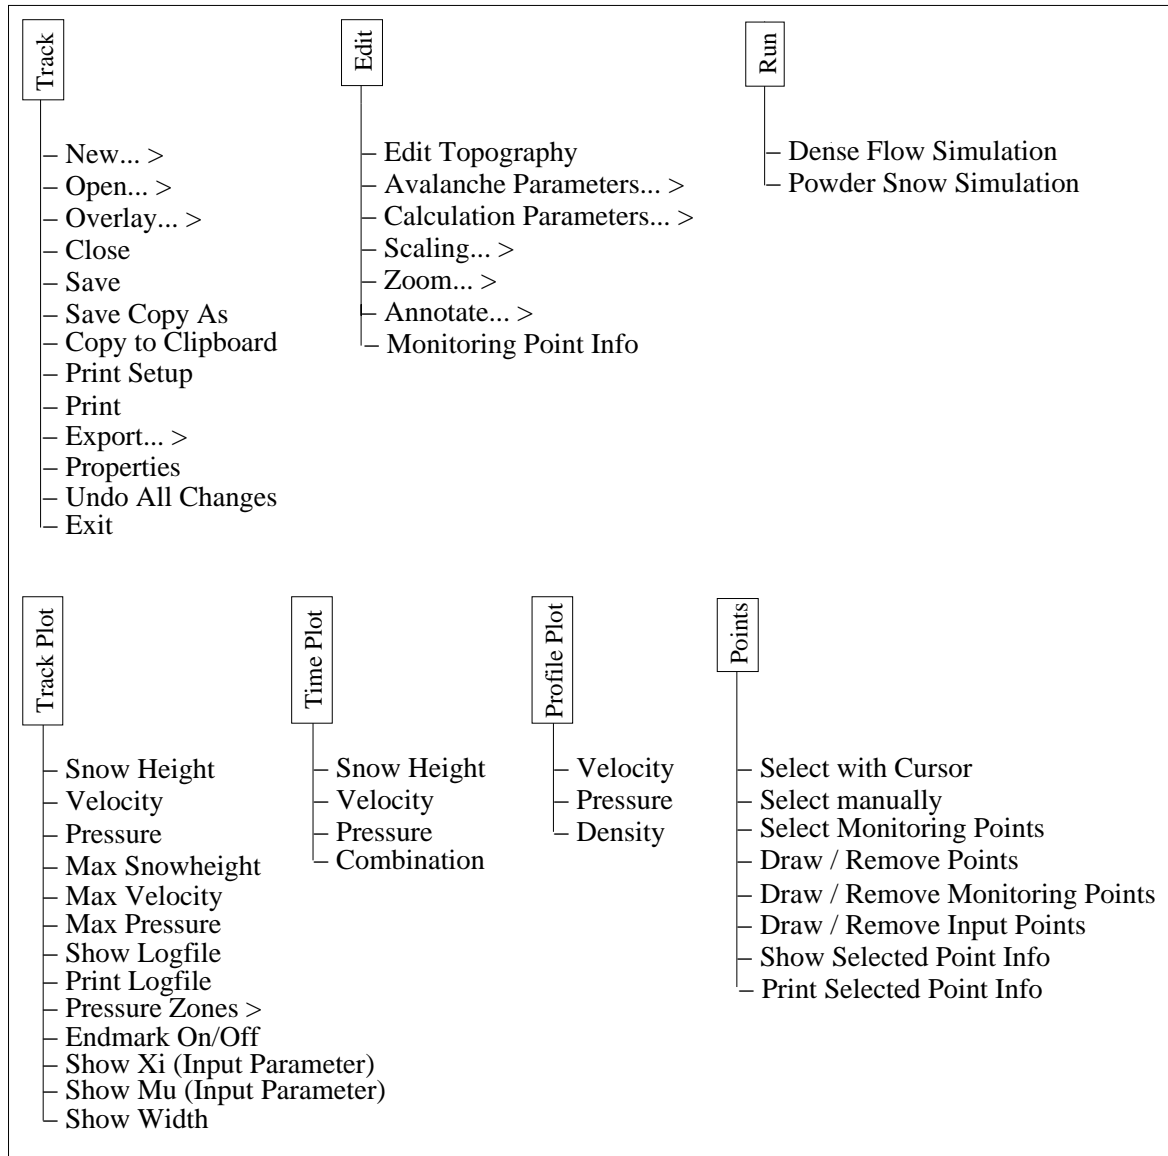 Track
New... >
Open... >
Overlay... >
Close
Save
Save Copy As
Copy to Clipboard
Print Setup
Print
Export... >
Properties
Undo All Changes
Exit
Edit
Edit Topography
Avalanche Parameters... >
Calculation Parameters... >
Scaling... >
Zoom... >
Annotate... >
Monitoring Point Info
Run
Dense Flow Simulation
Powder Snow Simulation
Track Plot
Snow Height
Velocity
Pressure
Max Snowheight
Max Velocity
Max Pressure
Show Logfile
Print Logfile
Pressure Zones >
Endmark On/Off
Show Xi (Input Parameter)
Show Mu (Input Parameter)
Show Width
Time Plot
Snow Height
Velocity
Pressure
Combination
Profile Plot
Velocity
Pressure
Density
Points
Select with Cursor
Select manually
Select Monitoring Points
Draw / Remove Points
Draw / Remove Monitoring Points
Draw / Remove Input Points
Show Selected Point Info
Print Selected Point Info